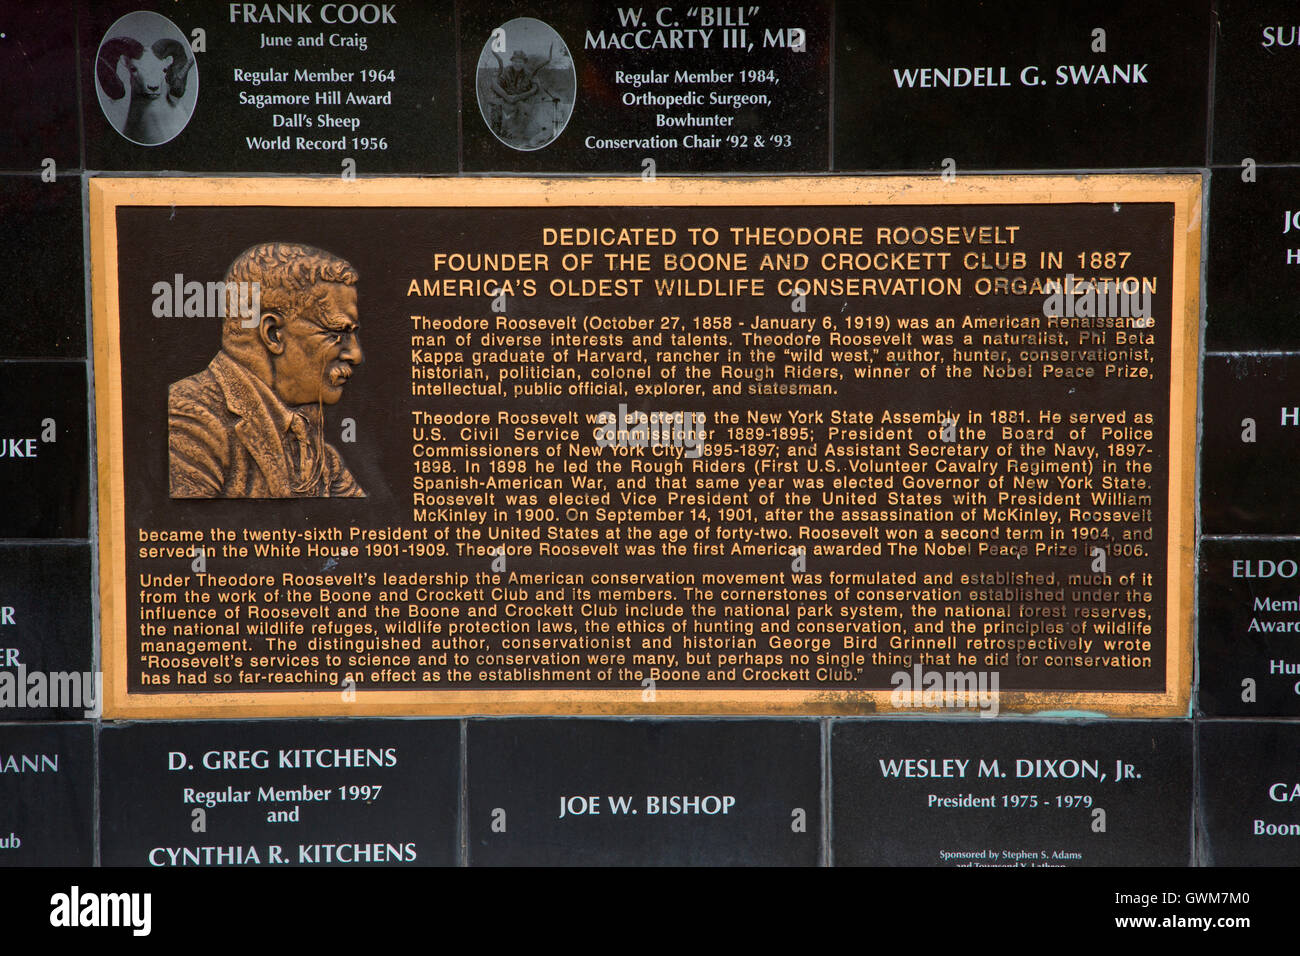 FRANK COOK
June and Craig
Regular Member 1964
Sagamore Hill Award
Dall's Sheep
World Record 1956
W. C. “BILL”
MACCARTY III, MD
Regular Member 1984,
Orthopedic Surgeon,
Bowhunter
Conservation Chair ‘92 & ‘93
WENDELL G. SWANK
SU
DEDICATED TO THEODORE ROOSEVELT
FOUNDER OF THE BOONE AND CROCKETT CLUB IN 1887
AMERICA'S OLDEST WILDLIFE CONSERVATION ORGANIZATION
Theodore Roosevelt (October 27, 1858 - January 6, 1919) was an American Renaissance
man of diverse interests and talents. Theodore Roosevelt was a naturalist, Phi Beta
Kappa graduate of Harvard, rancher in the “wild west,” author, hunter, conservationist,
historian, politician, colonel of the Rough Riders, winner of the Nobel Peace Prize,
intellectual, public official, explorer, and statesman.
Theodore Roosevelt was elected to the New York State Assembly in 1881. He served as
U.S. Civil Service Commissioner 1889-1895; President of the Board of Police
Commissioners of New York City, 1895-1897; and Assistant Secretary of the Navy, 1897-
1898. In 1898 he led the Rough Riders (First U.S. Volunteer Cavalry Regiment) in the
Spanish-American War, and that same year was elected Governor of New York State.
Roosevelt was elected Vice President of the United States with President William
McKinley in 1900. On September 14, 1901, after the assassination of McKinley, Roosevelt
became the twenty-sixth President of the United States at the age of forty-two. Roosevelt won a second term in 1904, and
served in the White House 1901-1909. Theodore Roosevelt was the first American awarded The Nobel Peace Prize in 1906.
Under Theodore Roosevelt's leadership the American conservation movement was formulated and established, much of it
from the work of the Boone and Crockett Club and its members. The cornerstones of conservation established under the
influence of Roosevelt and the Boone and Crockett Club include the national park system, the national forest reserves,
the national wildlife refuges, wildlife protection laws, the ethics of hunting and conservation, and the principles of wildlife
management. The distinguished author, conservationist and historian George Bird Grinnell retrospectively wrote
“Roosevelt's services to science and to conservation were many, but perhaps no single thing that he did for conservation
has had so far-reaching an effect as the establishment of the Boone and Crockett Club.”
JO
H
UKE
H
ELDO
Mem
Award
Hu
R
ER
MANN
ub
D. GREG KITCHENS
Regular Member 1997
and
CYNTHIA R. KITCHENS
JOE W. BISHOP
WESLEY M. DIXON, JR.
President 1975 - 1979
Sponsored by Stephen S. Adams
GA
Boon
alamy
a
alamy stock photo
GWM7M0
www.alamy.com